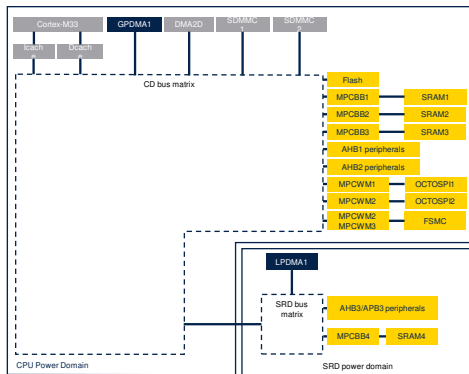 Cortex-M33
GPDMA1
DMA2D
SDMMC
1
SDMMC
2
Icach
e
Dcach
e
CD bus matrix
Flash
MPCBB1
SRAM1
MPCBB2
SRAM2
MPCBB3
SRAM3
AHB1 peripherals
AHB2 peripherals
MPCWM1
OCTOSPI1
MPCWM2
OCTOSPI2
MPCWM2
MPCWM3
FSMC
LPDMA1
SRD bus
matrix
AHB3/APB3 peripherals
MPCBB4
SRAM4
CPU Power Domain
SRD power domain